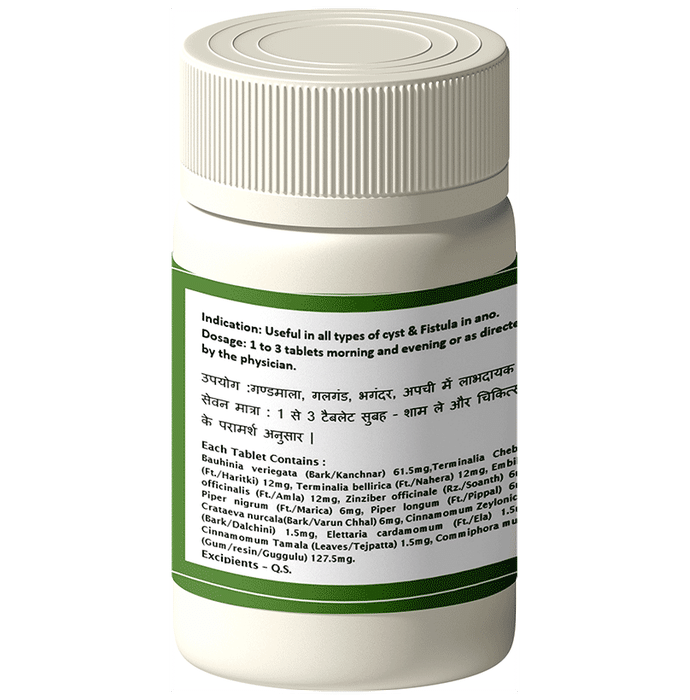 Indication: Useful in all types of cyst & Fistula in ano.
Dosage: 1 to 3 tablets morning and evening or as directe
by the physician.
उपयोग :गण्डमाला, गलगंड, भगंदर, अपची में लाभदायक
सेवन मात्रा : 1 से 3 टैबलेट सुबह - शाम ले और चिकित्स
के परामर्श अनुसार |
Each Tablet Contains :
Bauhinia veriegata (Bark/Kanchnar) 61.5mg,Terminalia Cheb
(Ft./Haritki) 12mg, Terminalia bellirica (Ft./Nahera) 12mg, Embli
officinalis (Ft./Amla) 12mg, Zinziber officinale (Rz./Soanth) 6m
Piper nigrum (Ft./Marica) 6mg, Piper longum (Ft./Pippal) 6m
Crataeva nurcala(Bark/Varun Chhal) 6mg, Cinnamomum Zeylonic
(Bark/Dalchini) 1.5mg, Elettaria cardamomum (Ft./Ela) 1.5m
Cinnamomum Tamala (Leaves/Tejpatta) 1.5mg, Commiphora mu
(Gum/resin/Guggulu) 127.5mg.
Excipients - Q.S.